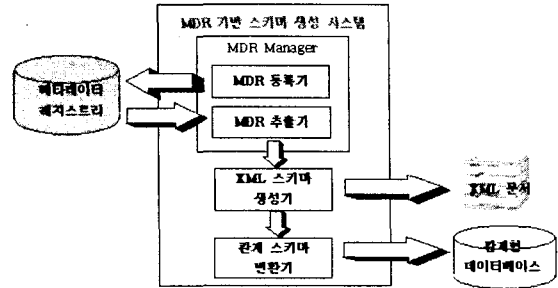 MDR 기반 스키마 생성 시스템
MDR Manager
MDR 등록기
MDR 추출기
메타데이타
레지스트리
XML 스키마
생성기
XML 문서
관계 스키마
변환기
관계형
데이터베이스